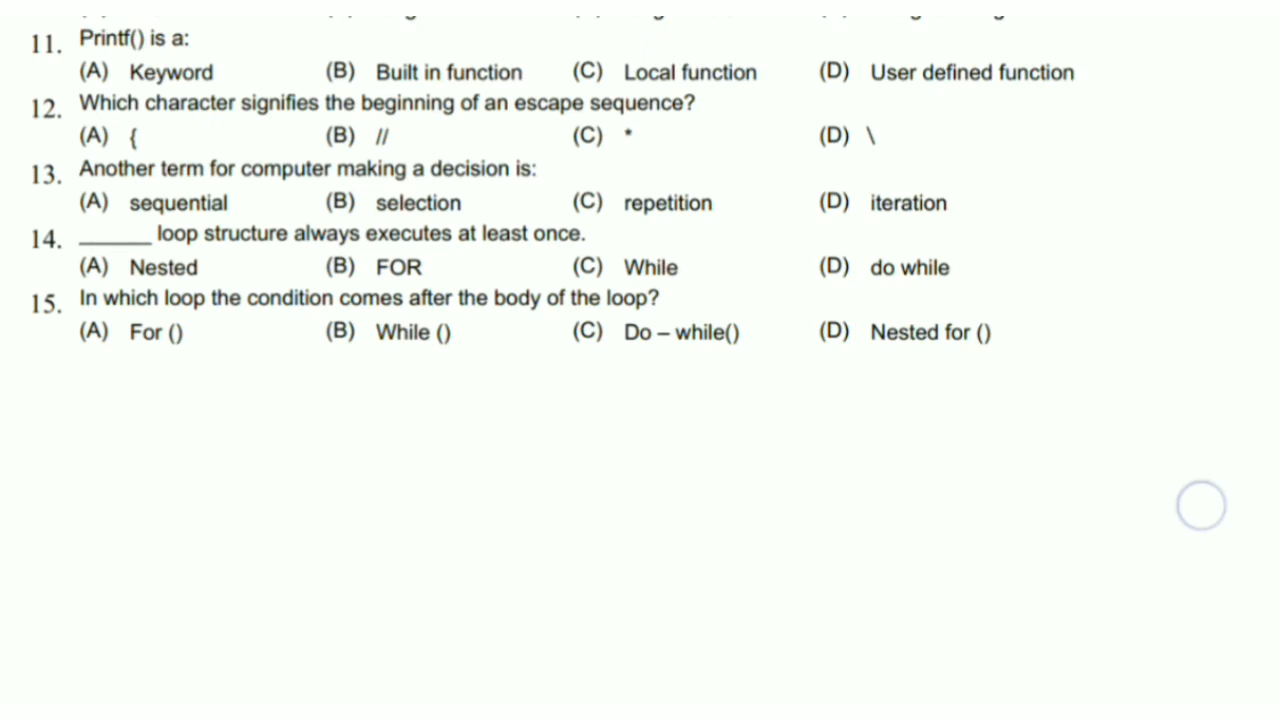 11. Printf() is a:
(A) Keyword (B) Built in function (C) Local function (D) User defined function
12. Which character signifies the beginning of an escape sequence?
(A) { (B) // (C) * (D) \
13. Another term for computer making a decision is:
(A) sequential (B) selection (C) repetition (D) iteration
14. ______ loop structure always executes at least once.
(A) Nested (B) FOR (C) While (D) do while
15. In which loop the condition comes after the body of the loop?
(A) For () (B) While () (C) Do – while() (D) Nested for ()